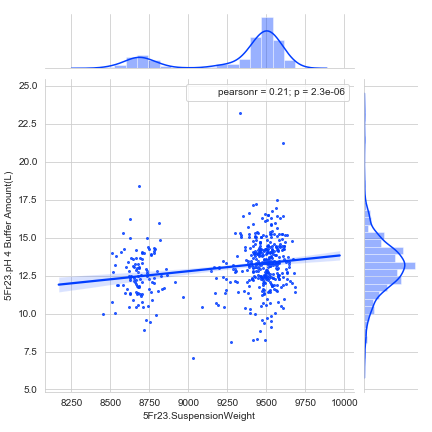 pearsonr = 0.21; p = 2.3e-06
25.0
22.5
20.0
17.5
15.0
12.5
10.0
7.5
5.0
5Fr23.pH 4 Buffer Amount(L)
8250 8500 8750 9000 9250 9500 9750 10000
5Fr23.SuspensionWeight